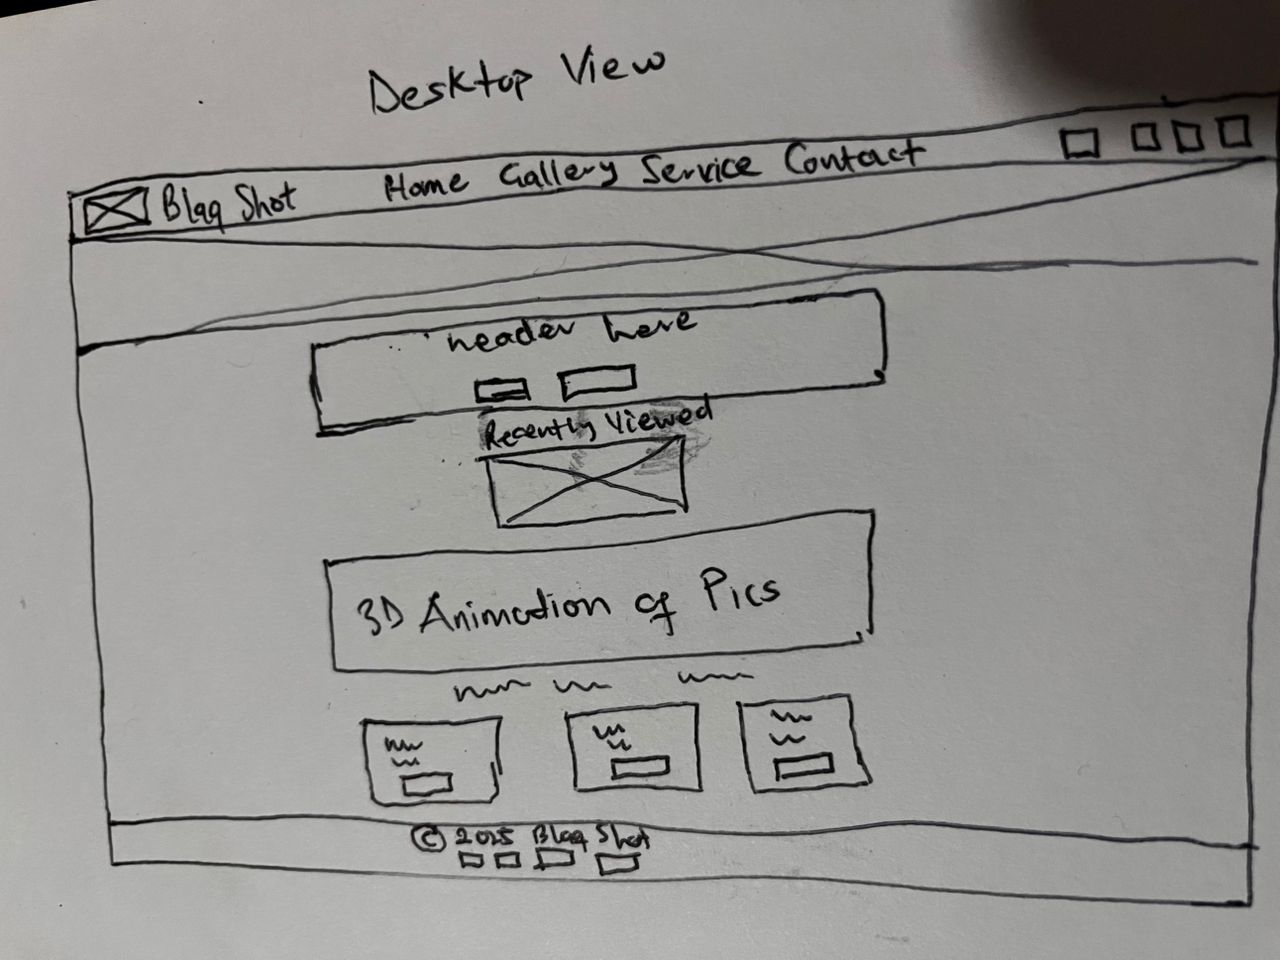 Desktop View
Blaq Shot Home Gallery Service Contact
header here
Recently Viewed
3D Animation of Pics
© 2025 Blaq Shot